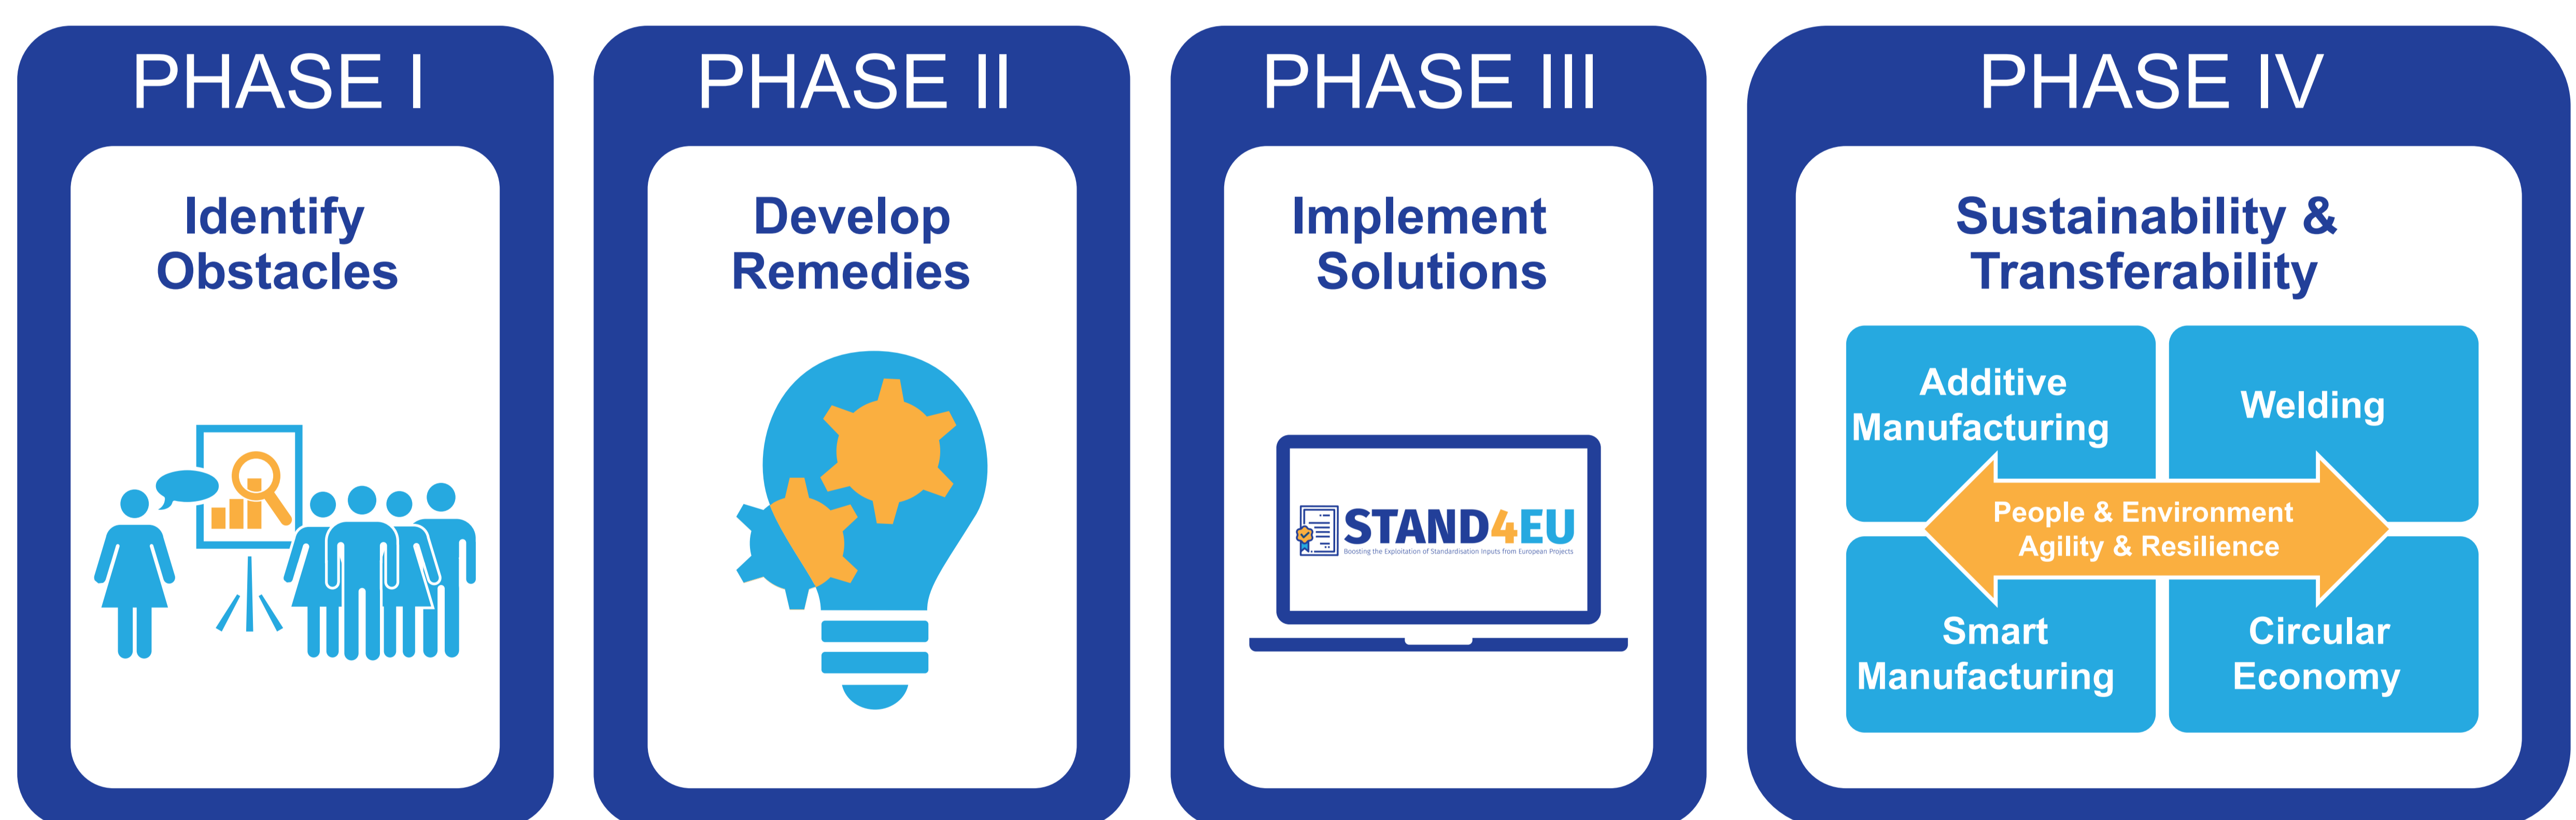 PHASE I
Identify
Obstacles
PHASE II
Develop
Remedies
PHASE III
Implement
Solutions
STAND4EU
Boosting the Exploitation of Standardisation Inputs from European Projects
PHASE IV
Sustainability &
Transferability
Additive
Manufacturing
Welding
People & Environment
Agility & Resilience
Smart
Manufacturing
Circular
Economy